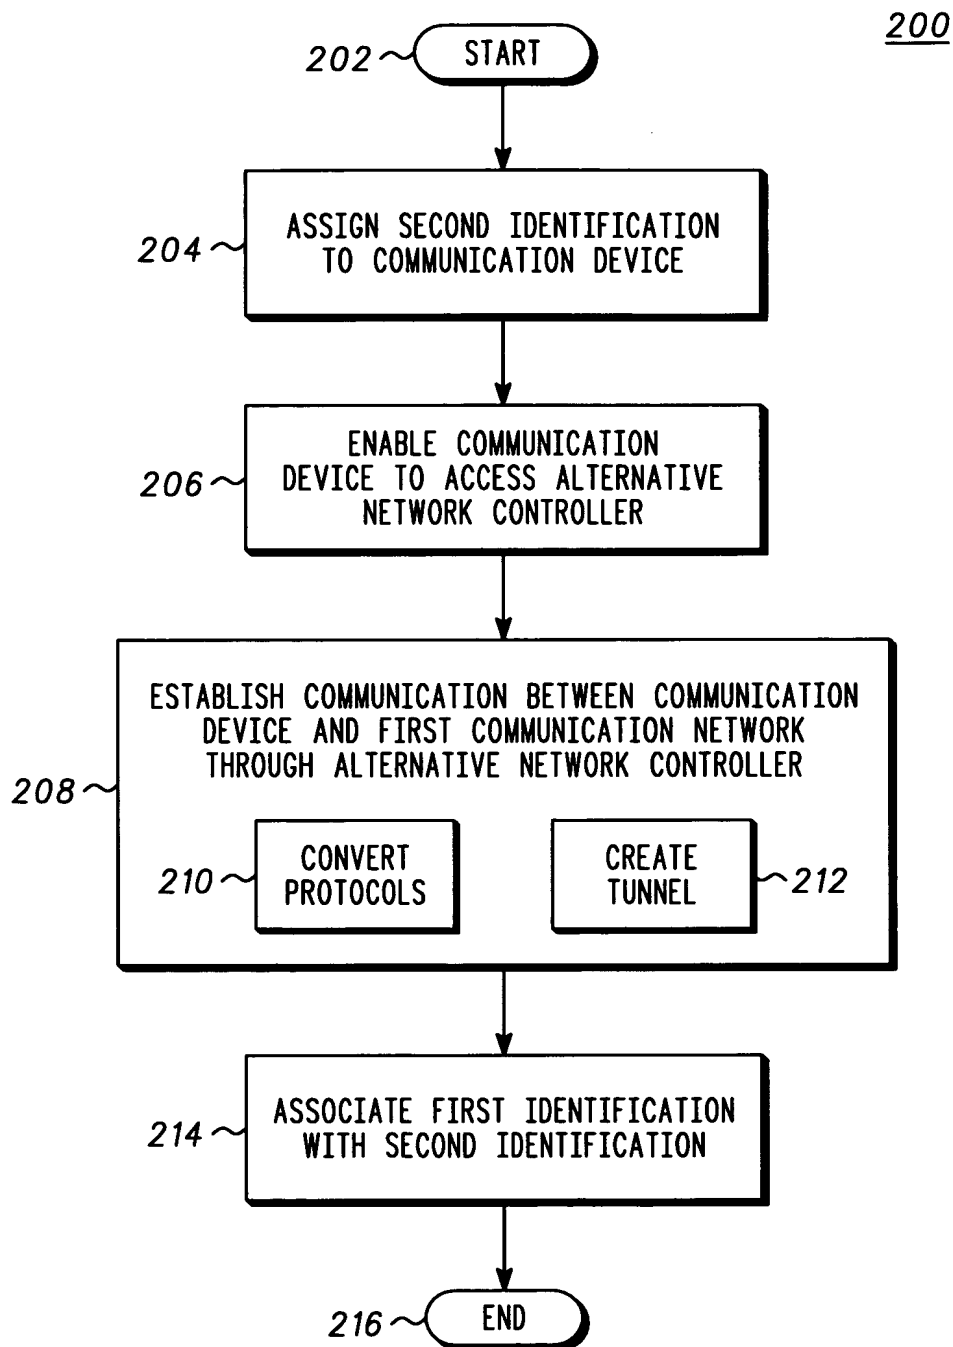 200
202
START
204
ASSIGN SECOND IDENTIFICATION
TO COMMUNICATION DEVICE
206
ENABLE COMMUNICATION
DEVICE TO ACCESS ALTERNATIVE
NETWORK CONTROLLER
208
ESTABLISH COMMUNICATION BETWEEN COMMUNICATION
DEVICE AND FIRST COMMUNICATION NETWORK
THROUGH ALTERNATIVE NETWORK CONTROLLER
210
CONVERT
PROTOCOLS
CREATE
TUNNEL
212
214
ASSOCIATE FIRST IDENTIFICATION
WITH SECOND IDENTIFICATION
216
END